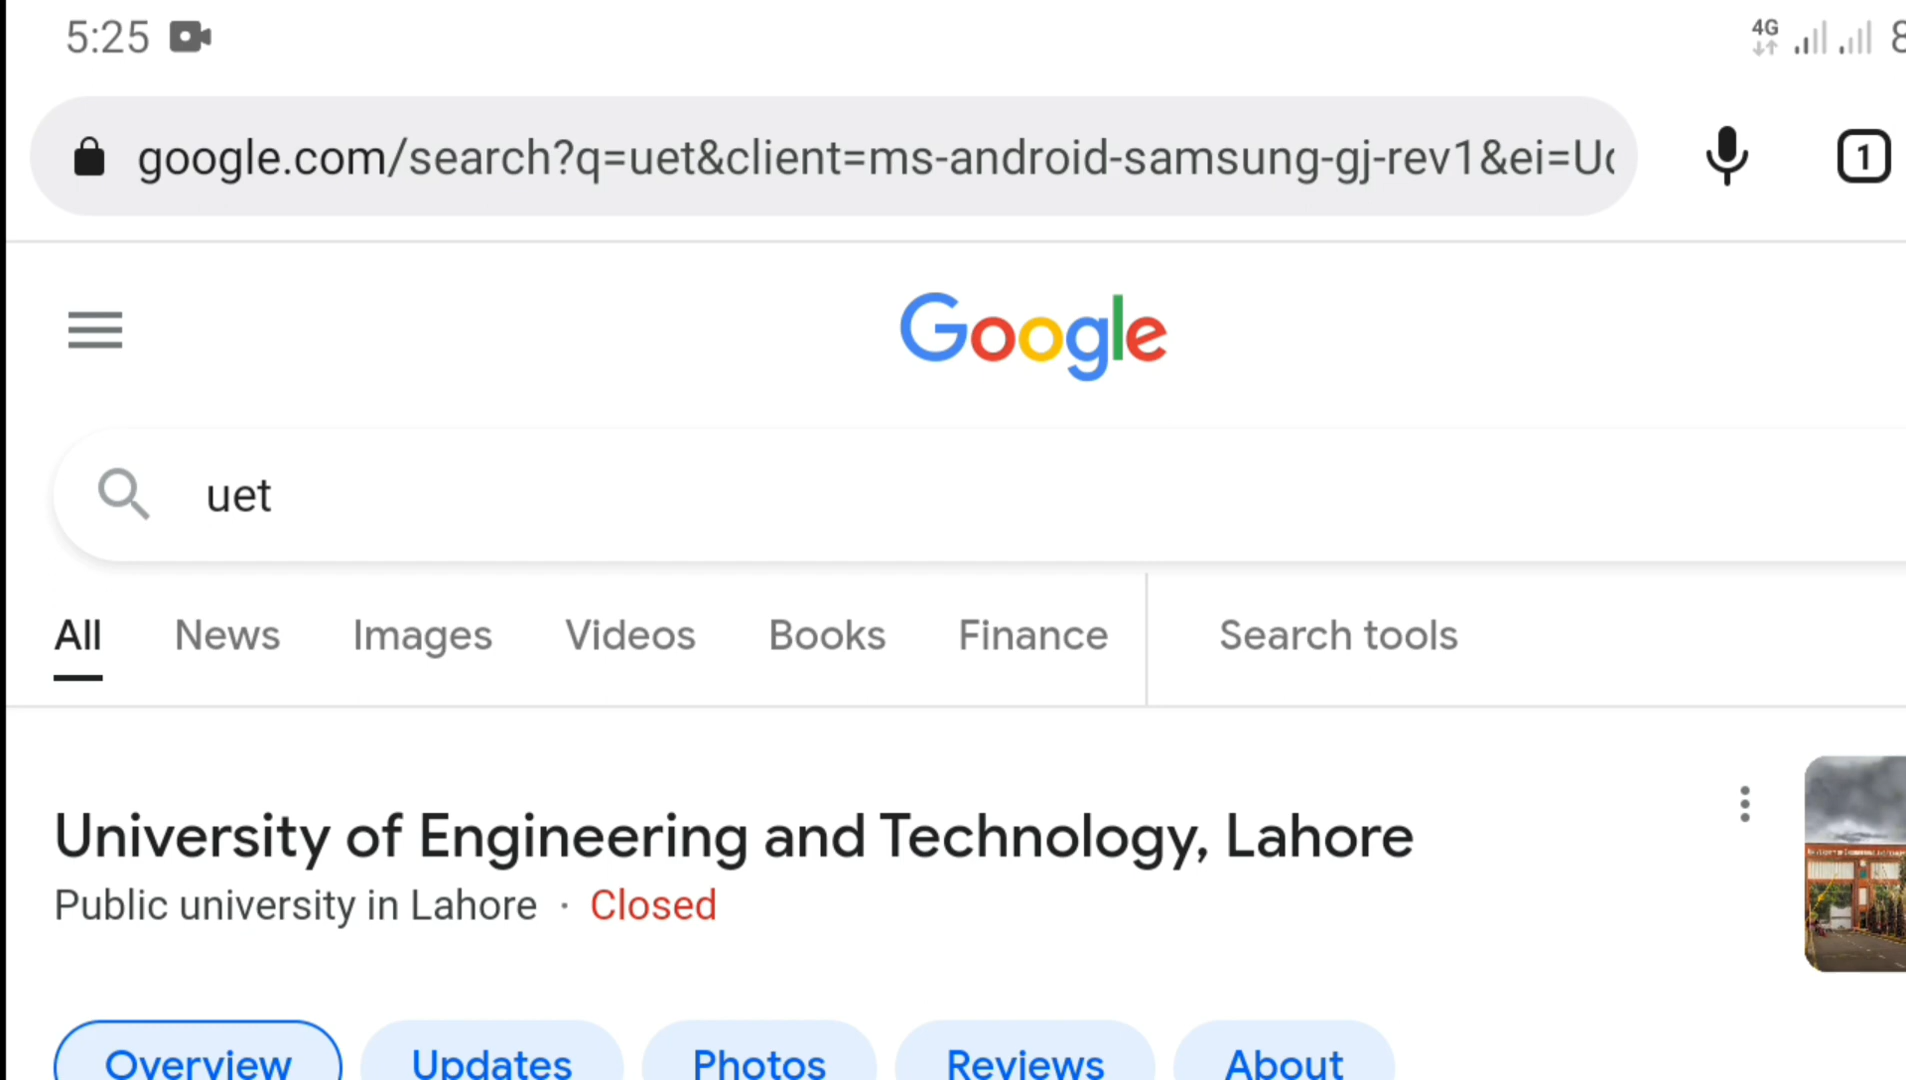 5:25 4G 8
google.com/search?q=uet&client=ms-android-samsung-gj-rev1&ei=U 1
Google
uet
All News Images Videos Books Finance Search tools
University of Engineering and Technology, Lahore
Public university in Lahore · Closed
Overview Updates Photos Reviews About